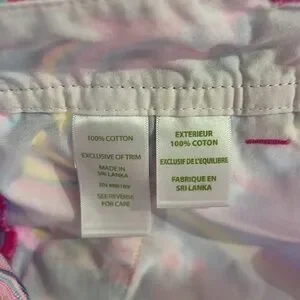 100% COTTON
EXCLUSIVE OF TRIM
MADE IN
SRI LANKA
SEE REVERSE
FOR CARE
EXTERIEUR
100% COTON
EXCLUSIF DE L'EQUILIBRE
FABRIQUE EN
SRI LANKA